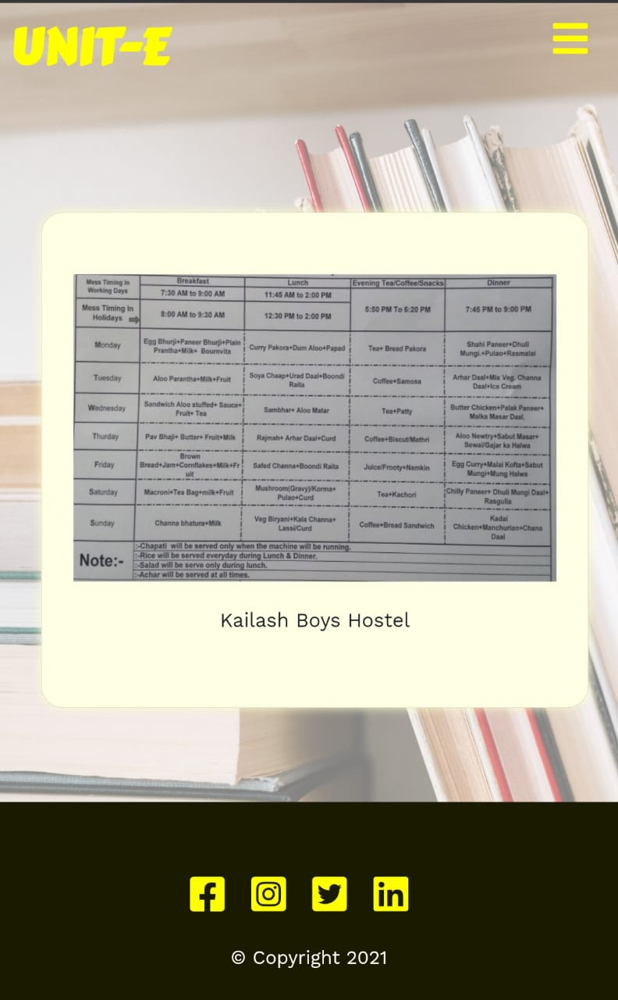 UNIT-E
Mess Timing In
Working Days
Breakfast
Lunch
Evening Tea/Coffee/Snacks
Dinner
7:30 AM to 9:00 AM
11:45 AM to 2:00 PM
5:50 PM To 6:20 PM
7:45 PM to 9:00 PM
Mess Timing In
Holidays
8:00 AM to 9:30 AM
12:30 PM to 2:00 PM
Monday
Egg Bhurji+Paneer Bhurji+Plain
Prantha+Milk+ Bournvita
Curry Pakora+Dum Aloo+Papad
Tea+ Bread Pakora
Shahi Paneer+Dhuli
Mungi.+Pulao+Rasmalai
Tuesday
Aloo Parantha+Milk+Fruit
Soya Chaap+Urad Daal+Boondi
Raita
Coffee+Samosa
Arhar Daal+Mix Veg. Channa
Daal+Ice Cream
Wednesday
Sandwich Aloo stuffed+ Sauce+
Fruit+ Tea
Sambhar+ Aloo Matar
Tea+Patty
Butter Chicken+Palak Paneer+
Malka Masar Daal.
Thurday
Pav Bhaji+ Butter+ Fruit+Milk
Rajmah+ Arhar Daal+Curd
Coffee+Biscut/Mathri
Aloo Newtry+Sabut Masar+
Sewai/Gajar ka Halwa
Friday
Brown
Bread+Jam+Cornflakes+Milk+Fr
uit
Safed Channa+Boondi Raita
Juice/Frooty+Namkin
Egg Curry+Malai Kofta+Sabut
Mungi+Mung Halwa
Saturday
Macroni+Tea Bag+milk+Fruit
Mushroom(Gravy)/Korma+
Pulao+Curd
Tea+Kachori
Chilly Paneer+ Dhuli Mungi Daal+
Rasgulla
Sunday
Channa bhatura+Milk
Veg Biryani+Kala Channa+
Lassi/Curd
Coffee+Bread Sandwich
Kadai
Chicken+Manchurian+Chana
Daal
Note:-
:-Chapati will be served only when the machine will be running.
:-Rice will be served everyday during Lunch & Dinner.
:-Salad will be serve only during lunch.
:-Achar will be served at all times.
Kailash Boys Hostel
© Copyright 2021